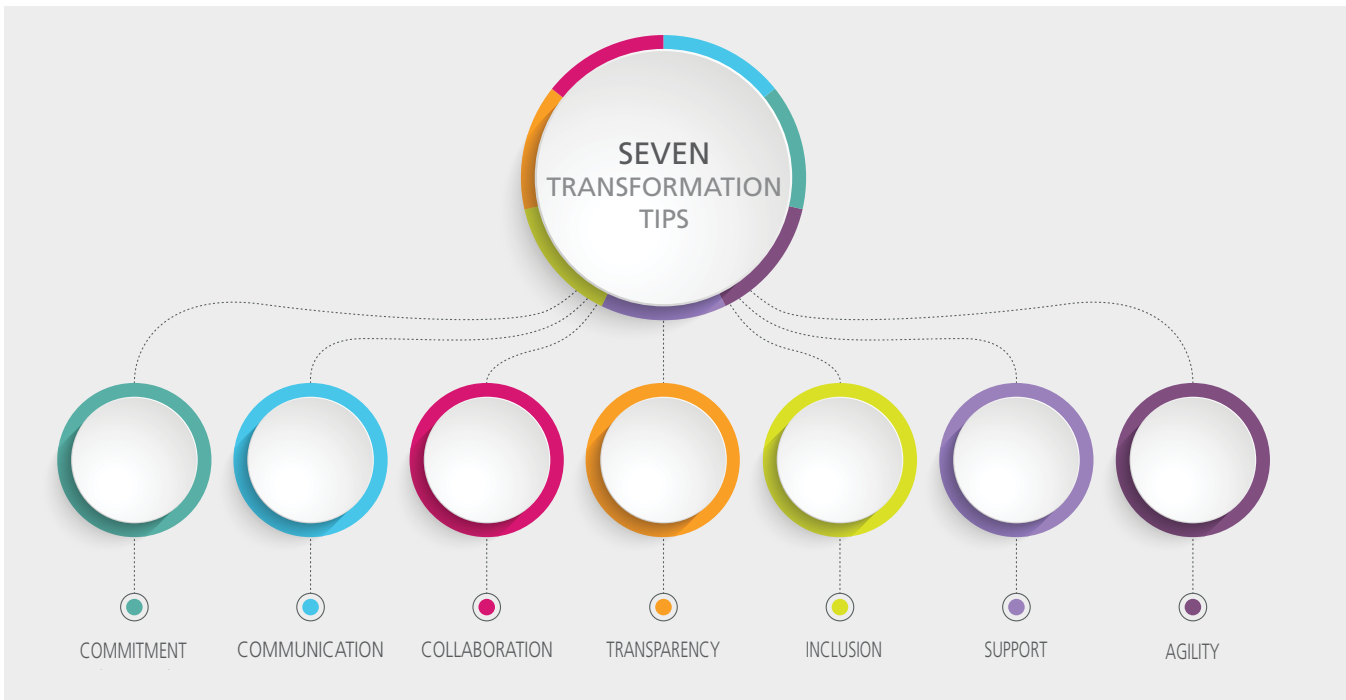 SEVEN
TRANSFORMATION
TIPS
COMMITMENT
COMMUNICATION
COLLABORATION
TRANSPARENCY
INCLUSION
SUPPORT
AGILITY